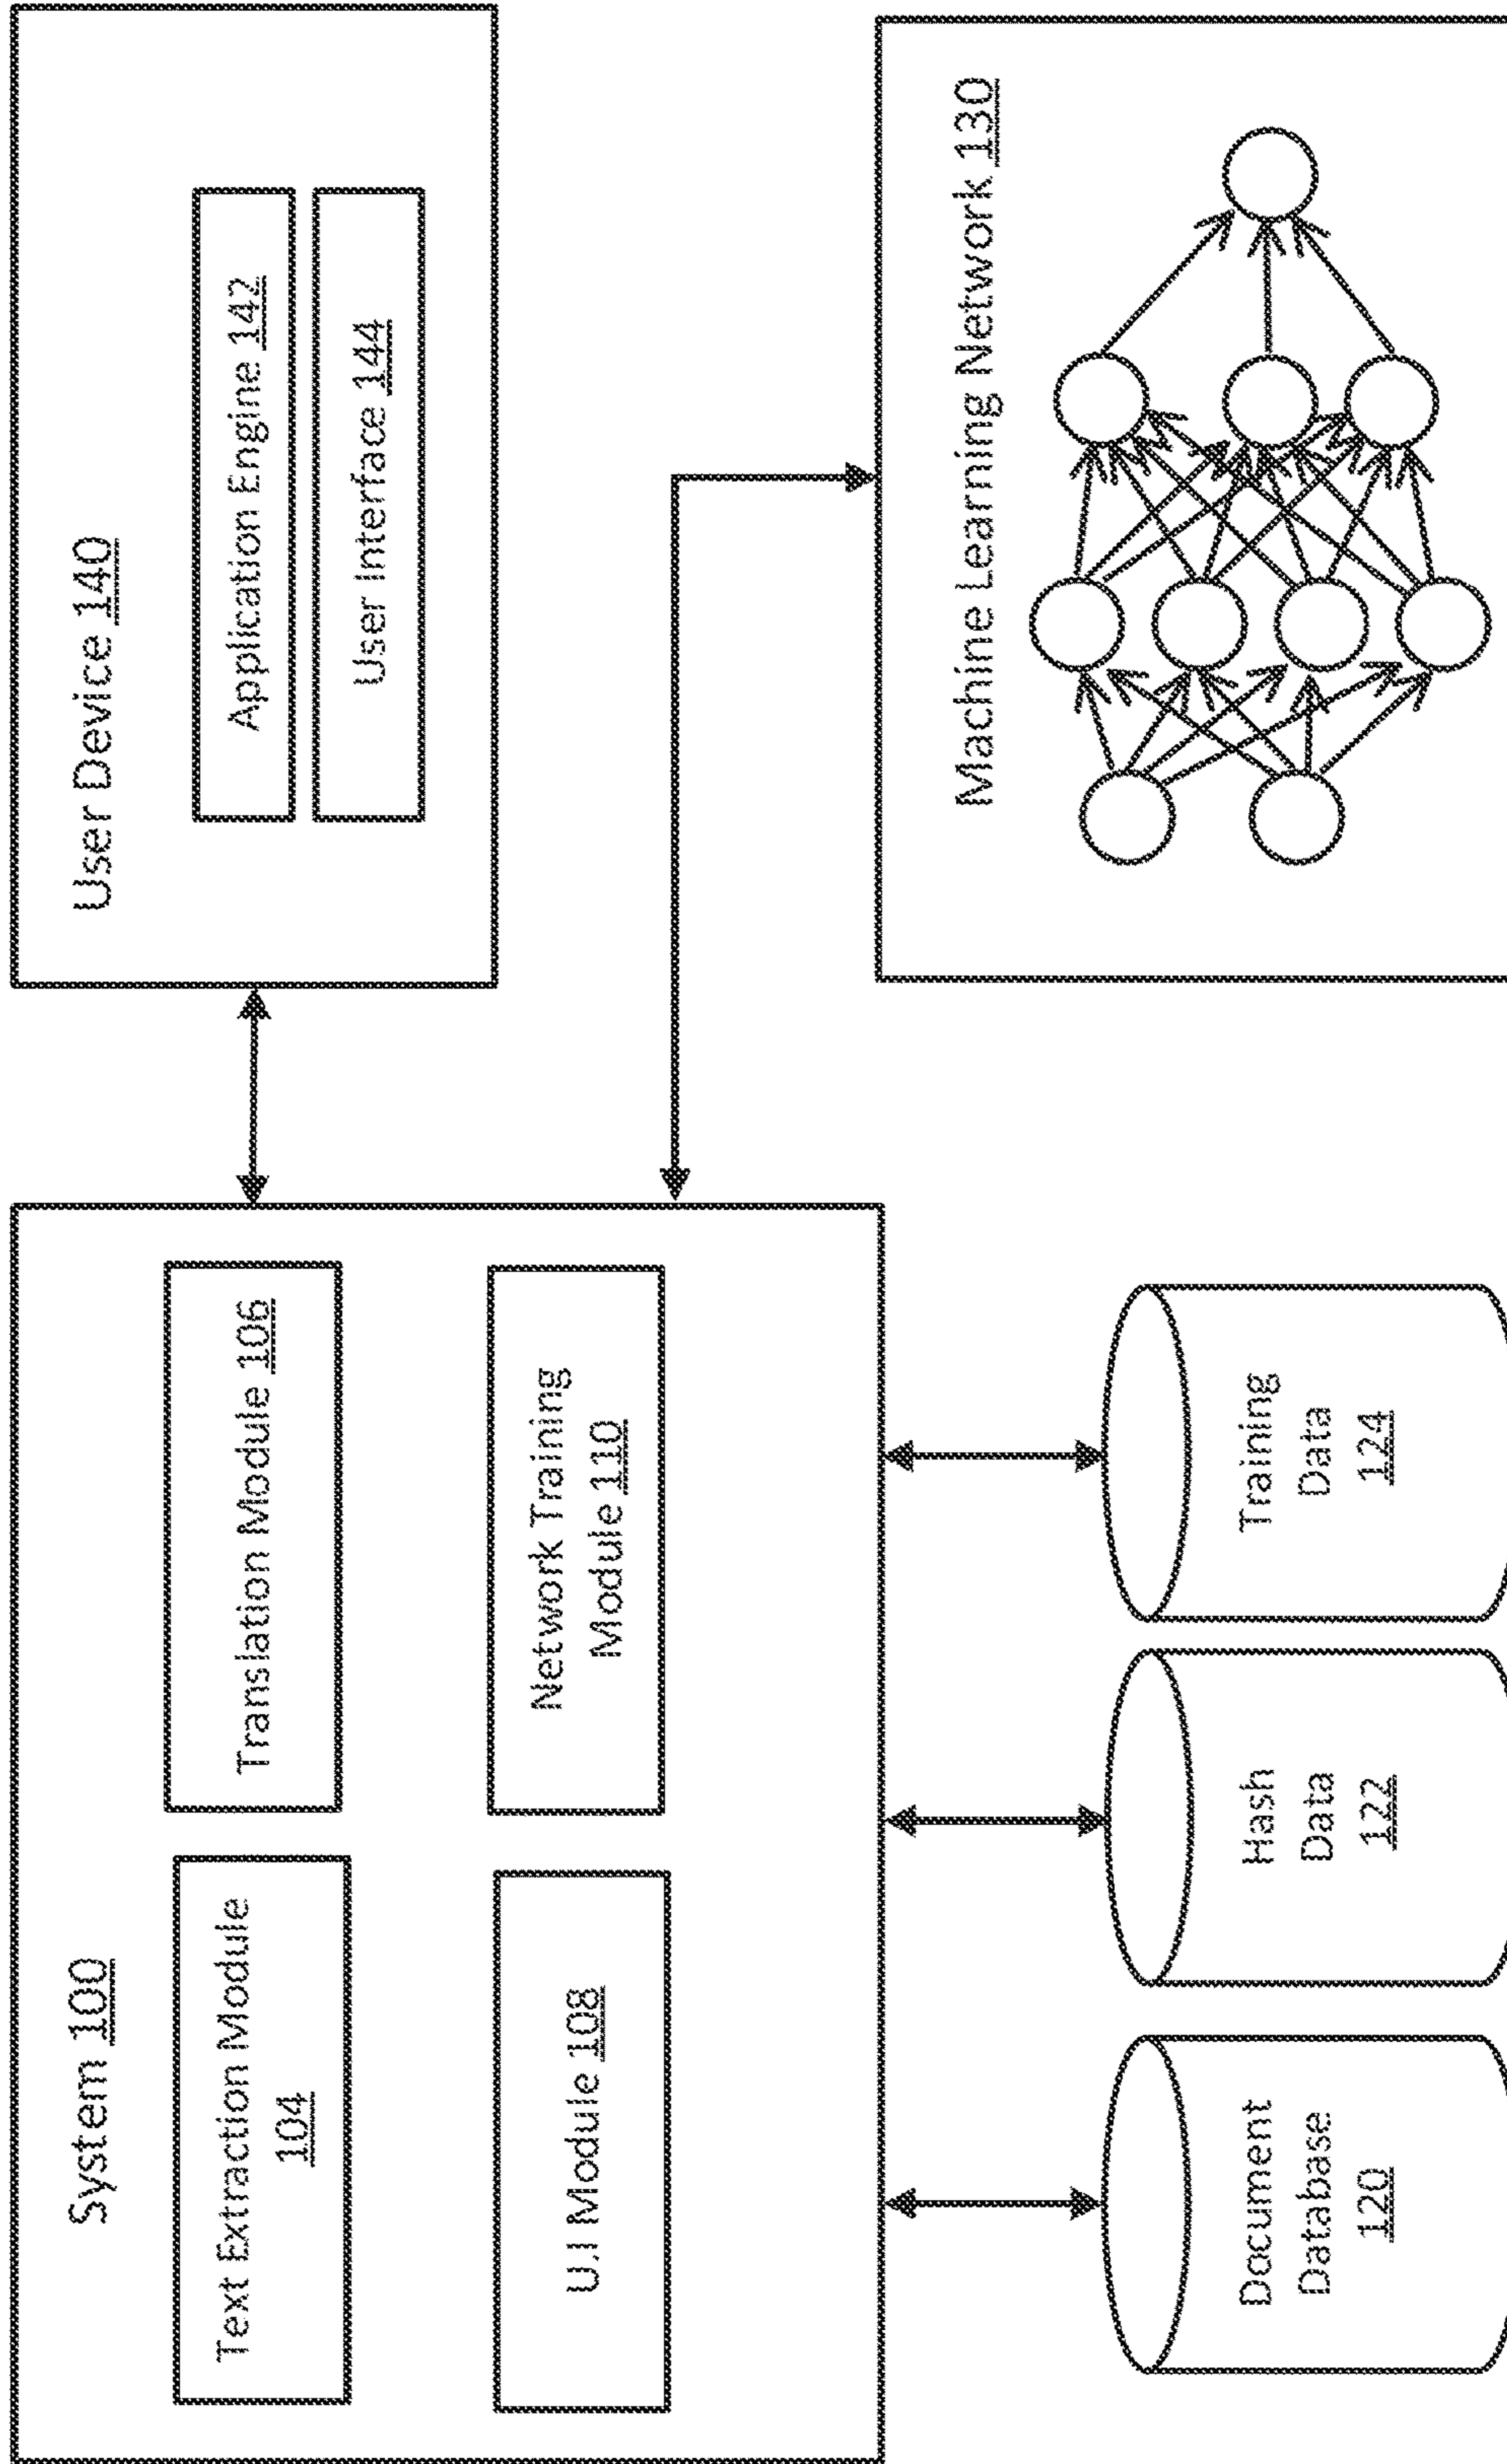 System 100
Text Extraction Module
104
Translation Module 106
U.I Module 108
Network Training
Module 110
Document
Database
120
Hash
Data
122
Training
Data
124
User Device 140
Application Engine 142
User Interface 144
Machine Learning Network 130